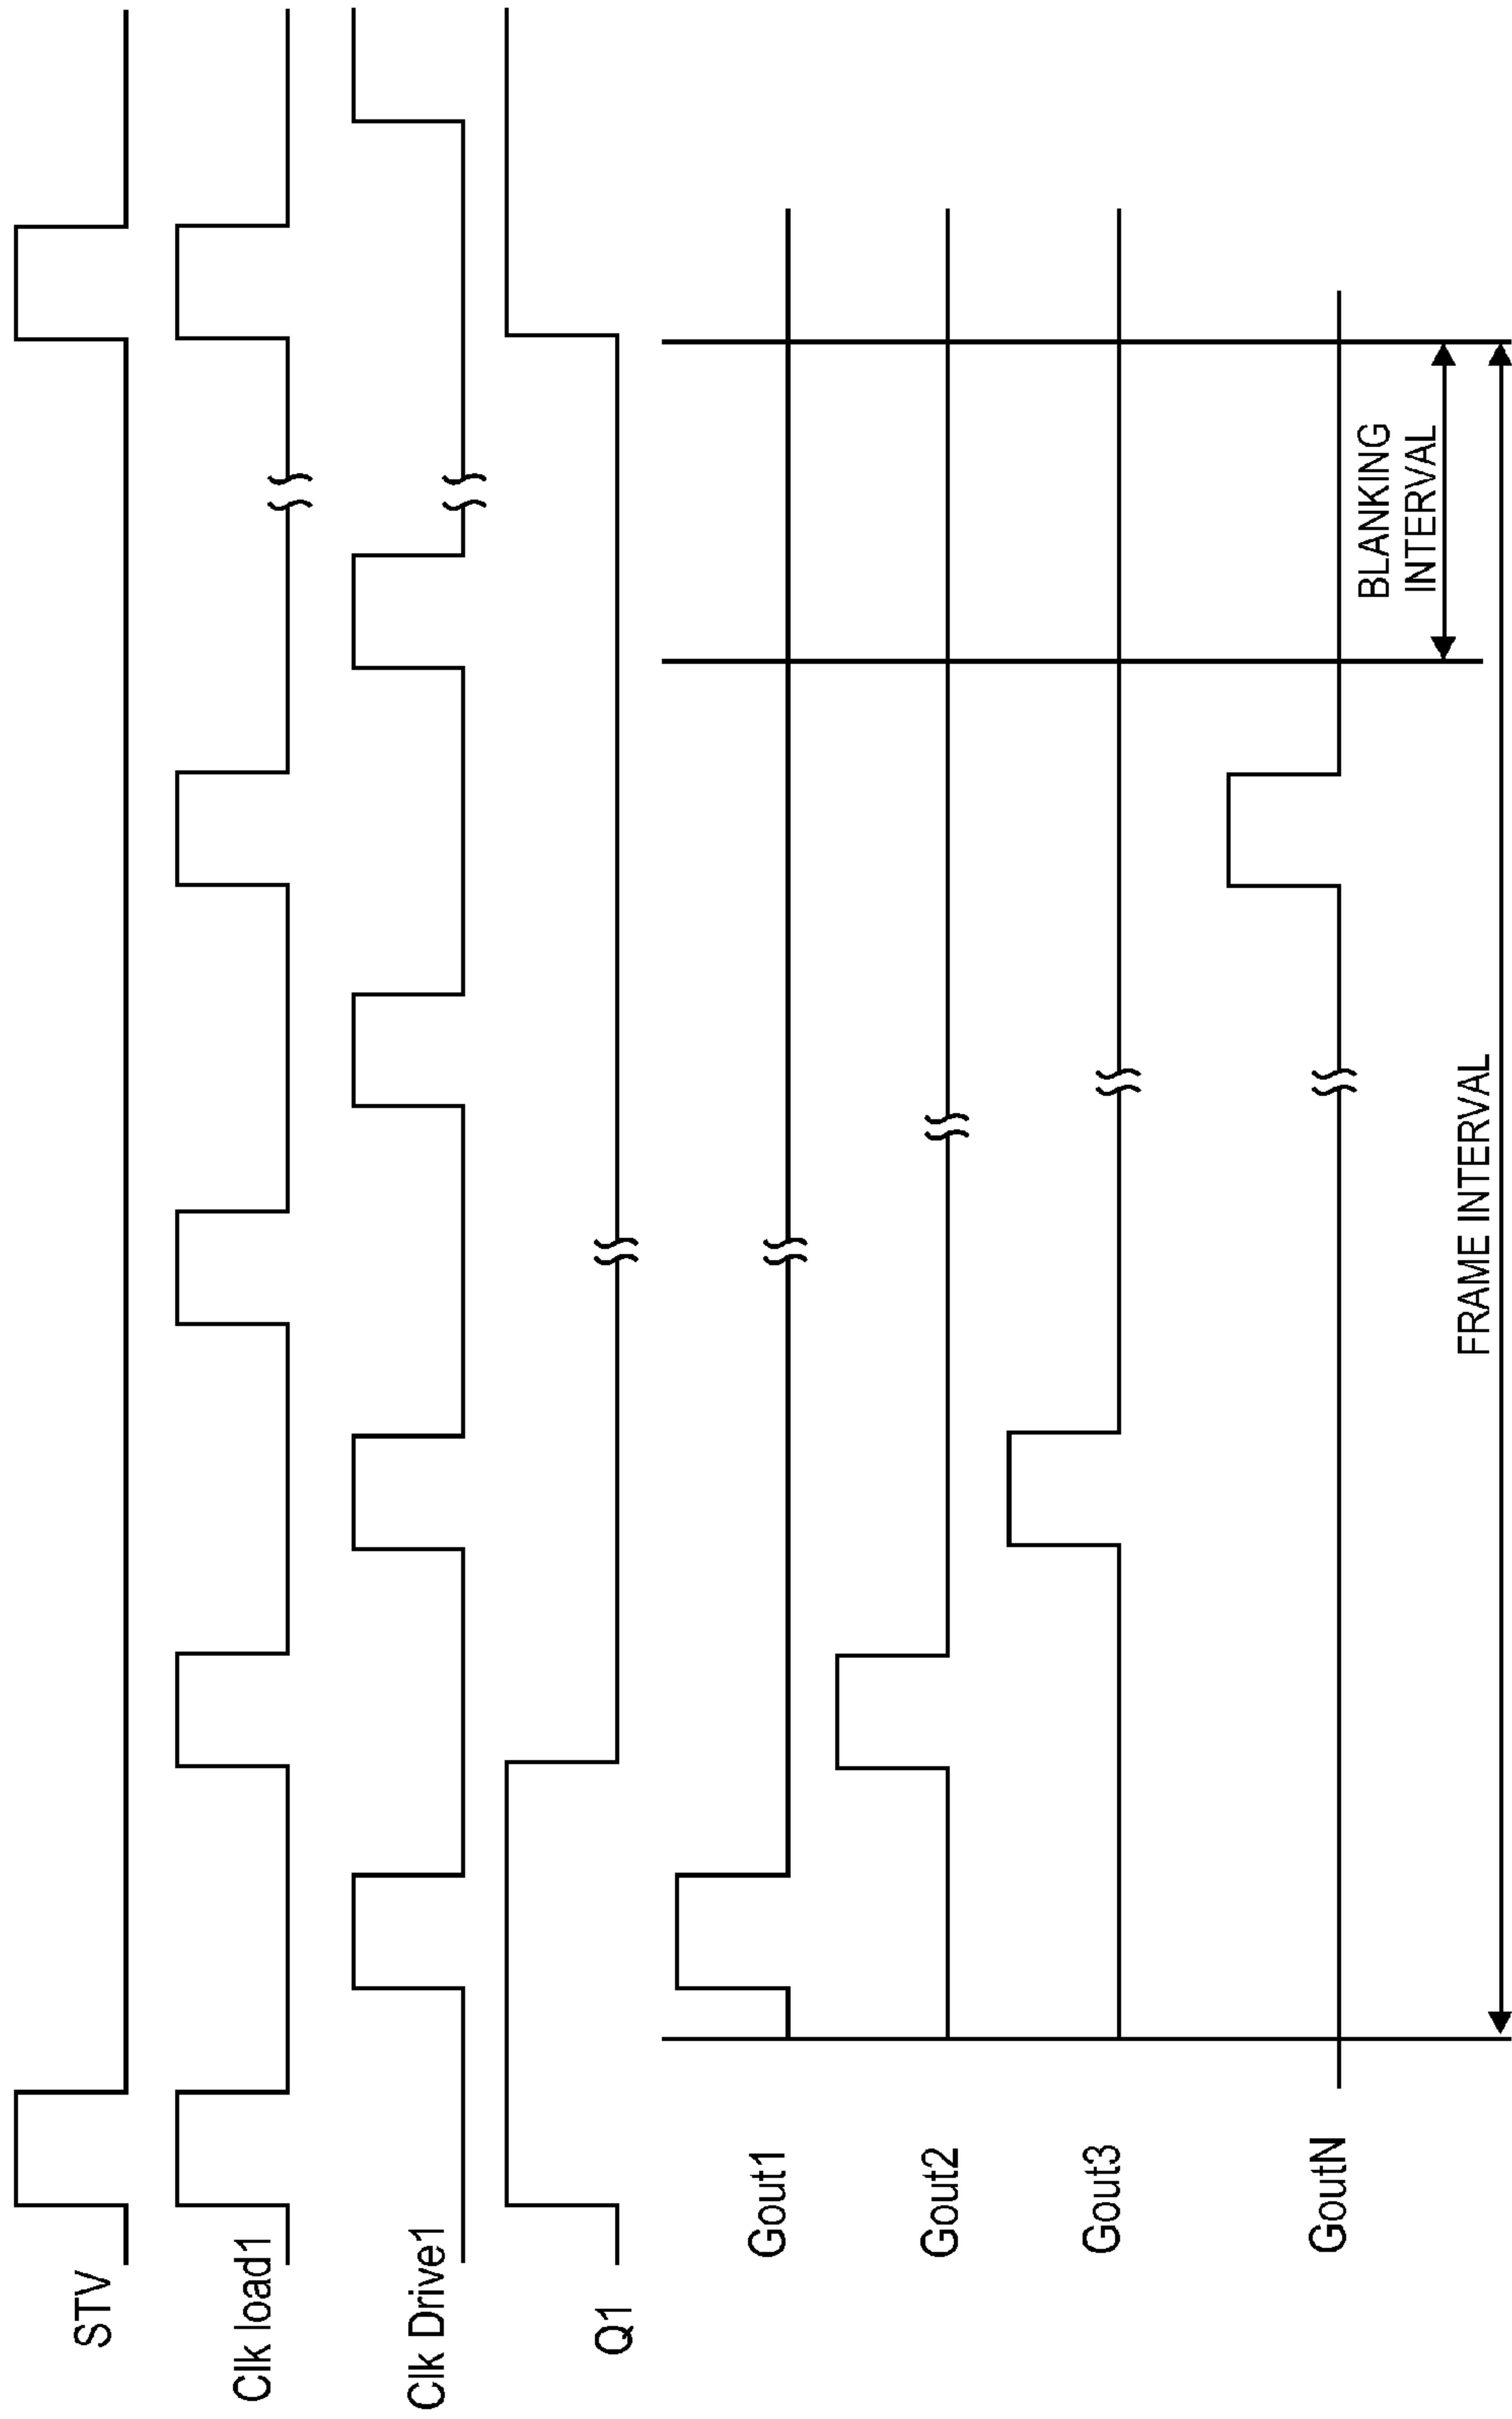 STV
Clk load1
Clk Drive1
Q1
Gout1
Gout2
Gout3
GoutN
BLANKING
INTERVAL
FRAME INTERVAL